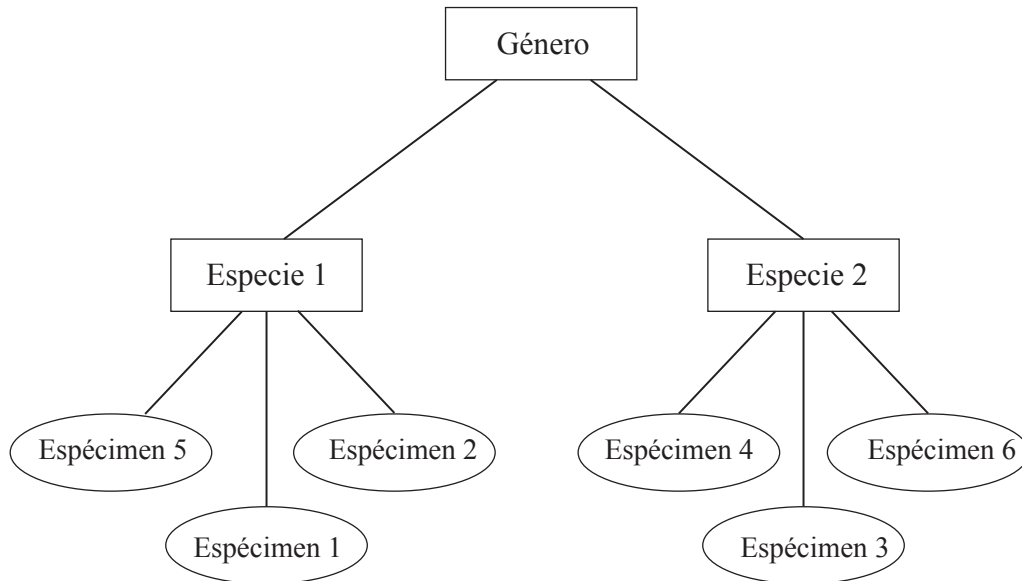 Género
Especie 1
Especie 2
Espécimen 5
Espécimen 2
Espécimen 4
Espécimen 6
Espécimen 1
Espécimen 3